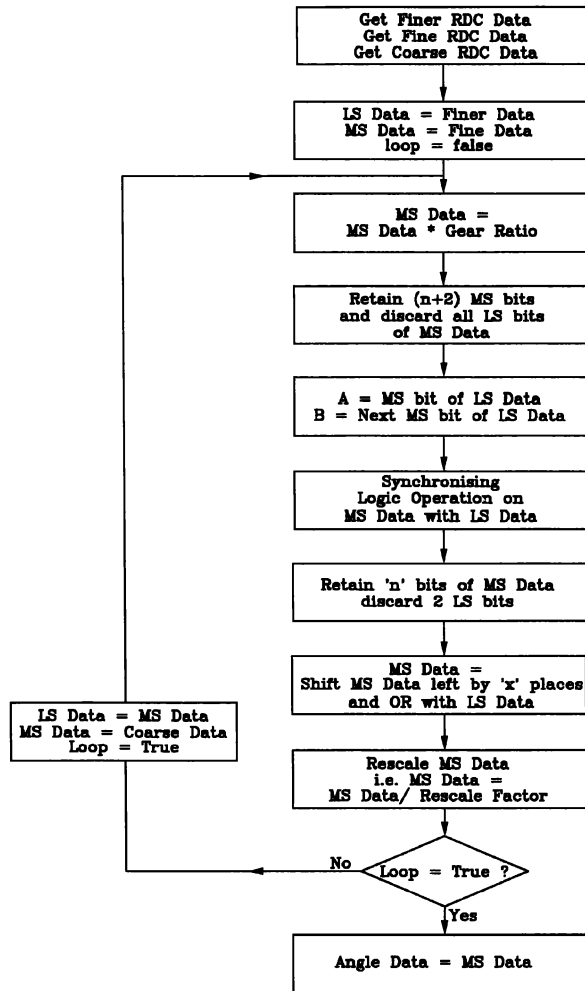 Get Finer RDC Data
Get Fine RDC Data
Get Coarse RDC Data
LS Data = Finer Data
MS Data = Fine Data
loop = false
MS Data =
MS Data * Gear Ratio
Retain (n+2) MS bits
and discard all LS bits
of MS Data
A = MS bit of LS Data
B = Next MS bit of LS Data
Synchronising
Logic Operation on
MS Data with LS Data
Retain 'n' bits of MS Data
discard 2 LS bits
MS Data =
Shift MS Data left by 'x' places
and OR with LS Data
LS Data = MS Data
MS Data = Coarse Data
Loop = True
Rescale MS Data
i.e. MS Data =
MS Data/ Rescale Factor
No
Loop = True ?
Yes
Angle Data = MS Data